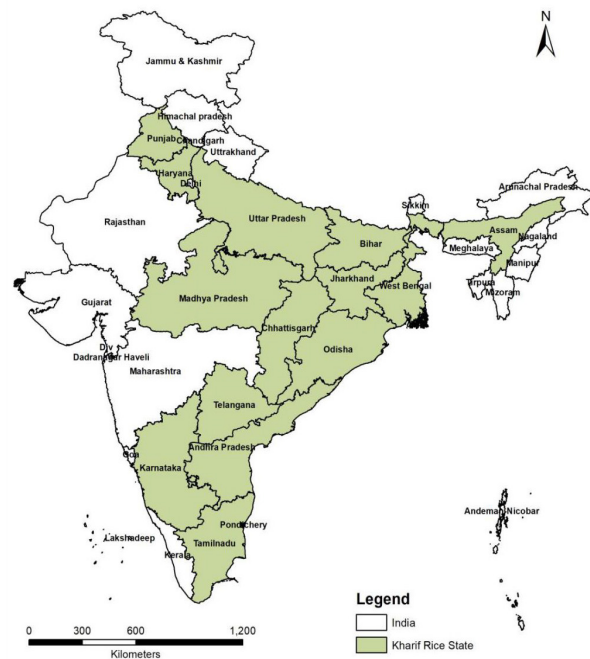 N
Jammu & Kashmir
Himachal pradesh
Punjab
Chandigarh
Uttrakhand
Haryana
Delhi
Arunachal Pradesh
Sikkim
Rajasthan
Uttar Pradesh
Assam
Nagaland
Bihar
Meghalaya
Manipur
Jharkhand
West Bengal
Tirpura
Mizoram
Gujarat
Madhya Pradesh
Chhattisgarh
Odisha
Dadranagar Haveli
Maharashtra
Telangana
Andhra Pradesh
Goa
Karnataka
Andeman Nicobar
Pondichery
Lakshadeep
Kerala
Tamilnadu
Legend
India
Kharif Rice State
0 300 600 1,200
Kilometers